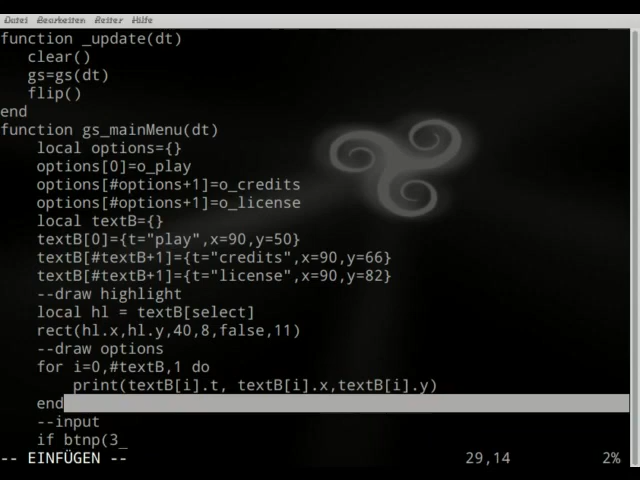 Datei Bearbeiten Reiter Hilfe
function _update(dt)
   clear()
   gs=gs(dt)
   flip()
end
function gs_mainMenu(dt)
    local options={}
    options[0]=o_play
    options[#options+1]=o_credits
    options[#options+1]=o_license
    local textB={}
    textB[0]={t="play",x=90,y=50}
    textB[#textB+1]={t="credits",x=90,y=66}
    textB[#textB+1]={t="license",x=90,y=82}
    --draw highlight
    local hl = textB[select]
    rect(hl.x,hl.y,40,8,false,11)
    --draw options
    for i=0,#textB,1 do
        print(textB[i].t, textB[i].x,textB[i].y)
    end
    --input
    if btnp(3_
-- EINFÜGEN -- 29,14 2%